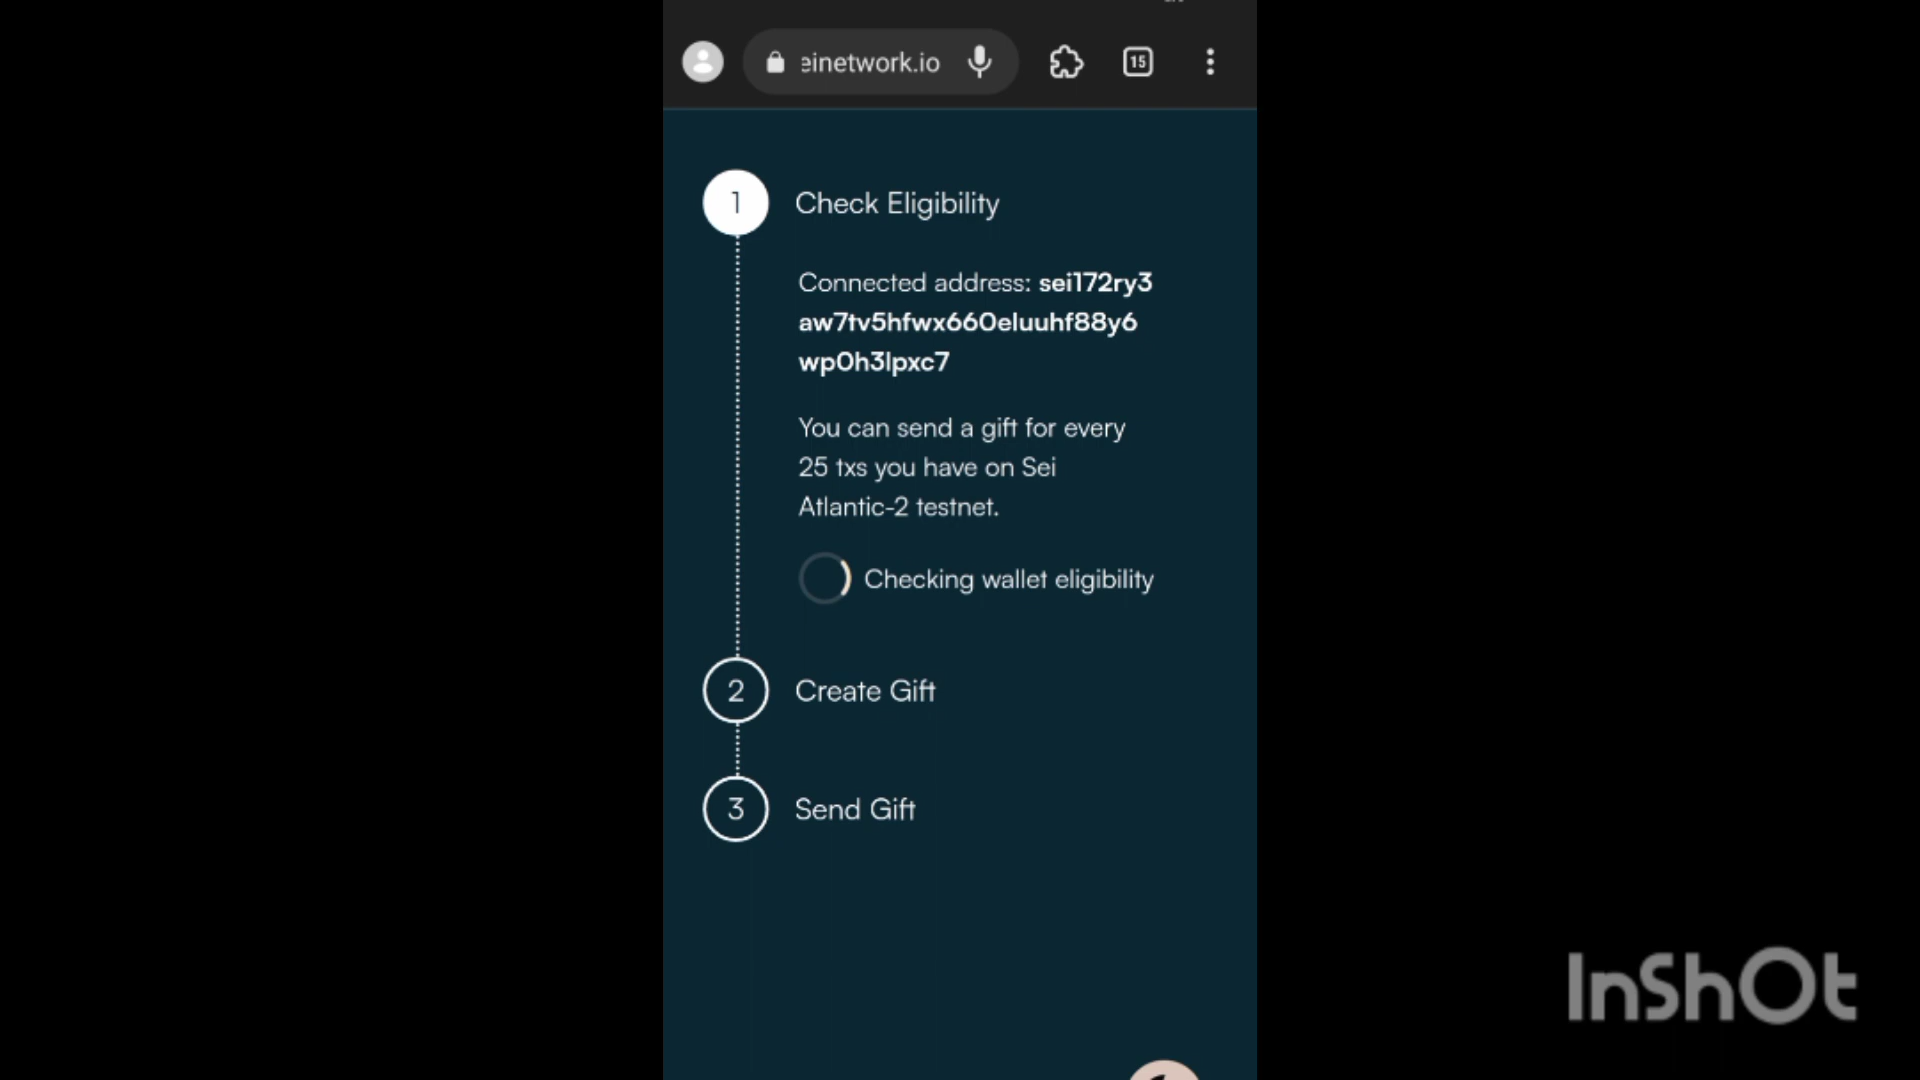 einetwork.io
15
1
Check Eligibility
Connected address: sei172ry3
aw7tv5hfwx660eluuhf88y6
wp0h3lpxc7
You can send a gift for every
25 txs you have on Sei
Atlantic-2 testnet.
Checking wallet eligibility
2
Create Gift
3
Send Gift
InShOt